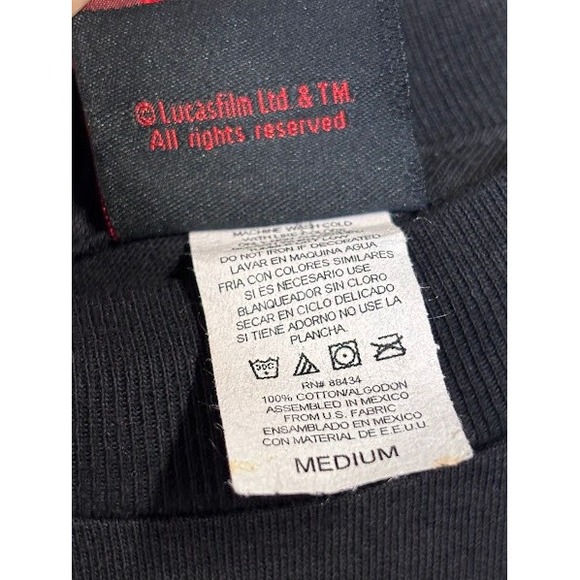 © Lucasfilm Ltd. & TM.
All rights reserved
MACHINE WASH COLD
DO NOT IRON IF DECORATED
LAVAR EN MAQUINA AGUA
FRIA CON COLORES SIMILARES
SI ES NECESARIO USE
BLANQUEADOR SIN CLORO
SECAR EN CICLO DELICADO
SI TIENE ADORNO NO USE LA
PLANCHA.
RN# 88434
100% COTTON/ALGODON
ASSEMBLED IN MEXICO
FROM U.S. FABRIC
ENSAMBLADO EN MEXICO
CON MATERIAL DE E.E.U.U
MEDIUM